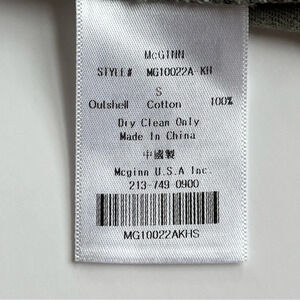 McGINN
STYLE# MG10022A-KH
S
Outshell Cotton 100%
Dry Clean Only
Made In China
中國製
Mcginn U.S.A Inc.
213-749-0900
MG10022AKHS